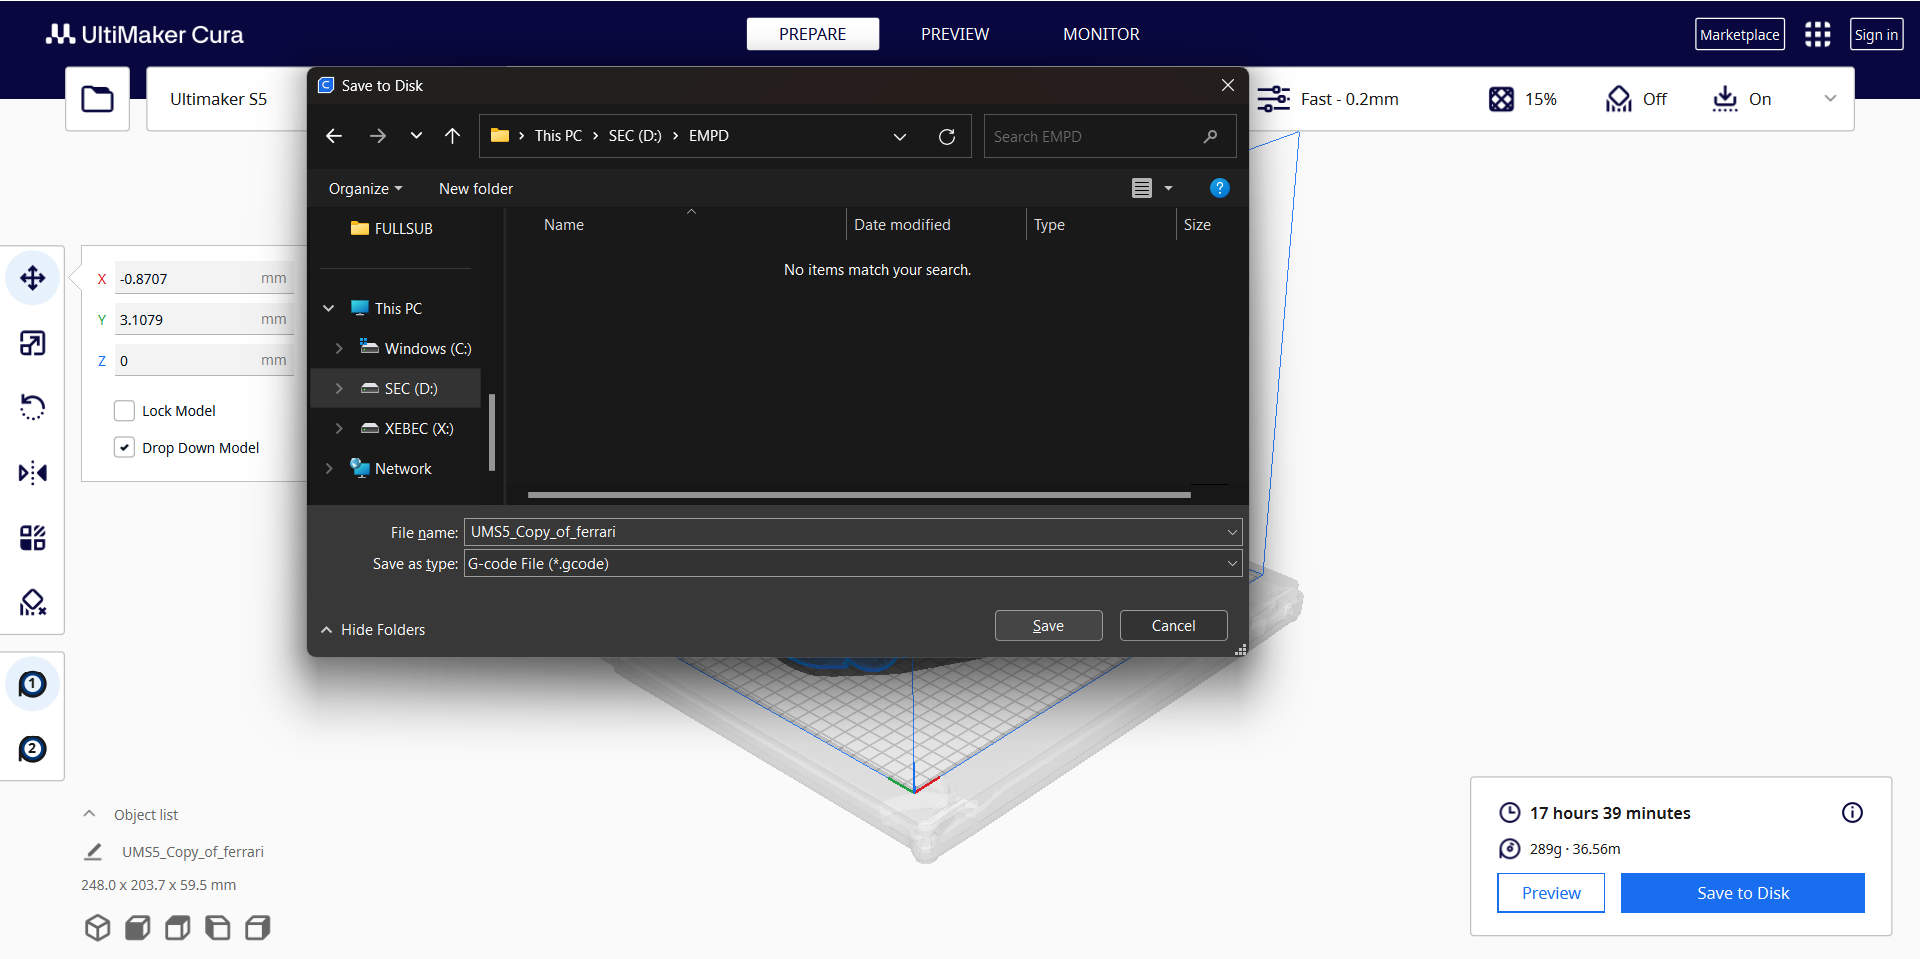 UltiMaker Cura
PREPARE
PREVIEW
MONITOR
Marketplace
Sign in
Ultimaker S5
Fast - 0.2mm
15%
Off
On
Save to Disk
This PC > SEC (D:) > EMPD
Search EMPD
Organize
New folder
?
Name
Date modified
Type
Size
No items match your search.
FULLSUB
This PC
Windows (C:)
SEC (D:)
XEBEC (X:)
Network
File name: UMS5_Copy_of_ferrari
Save as type: G-code File (*.gcode)
Hide Folders
Save
Cancel
X -0.8707 mm
Y 3.1079 mm
Z 0 mm
Lock Model
Drop Down Model
1
2
Object list
UMS5_Copy_of_ferrari
248.0 x 203.7 x 59.5 mm
17 hours 39 minutes
289g · 36.56m
Preview
Save to Disk